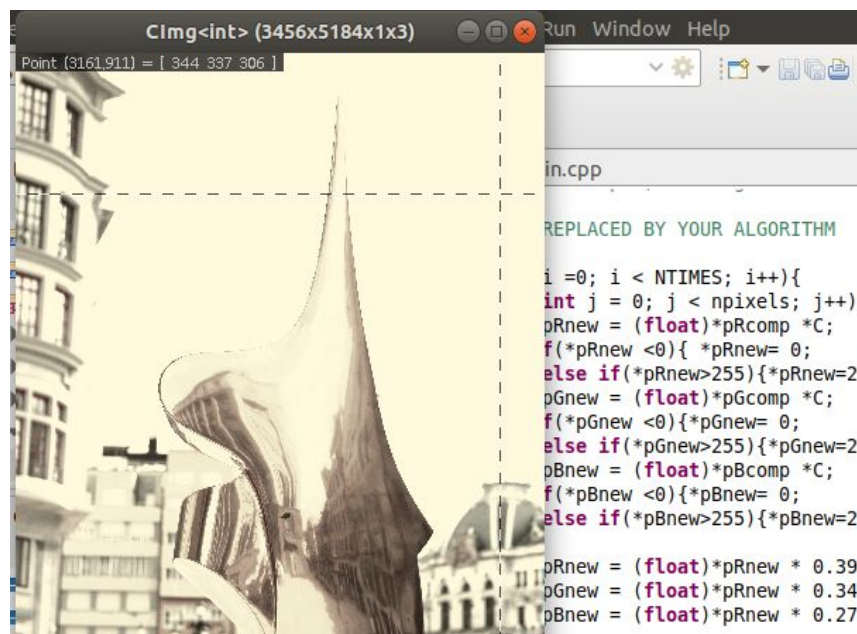 CImg<int> (3456x5184x1x3)
Run Window Help
Point (3161,911) = [ 344 337 306 ]
in.cpp
REPLACED BY YOUR ALGORITHM
i =0; i < NTIMES; i++){
int j = 0; j < npixels; j++)
pRnew = (float)*pRcomp *C;
f(*pRnew <0){ *pRnew= 0;
else if(*pRnew>255){*pRnew=2
pGnew = (float)*pGcomp *C;
f(*pGnew <0){*pGnew= 0;
else if(*pGnew>255){*pGnew=2
pBnew = (float)*pBcomp *C;
f(*pBnew <0){*pBnew= 0;
else if(*pBnew>255){*pBnew=2
pRnew = (float)*pRnew * 0.39
pGnew = (float)*pRnew * 0.34
pBnew = (float)*pRnew * 0.27